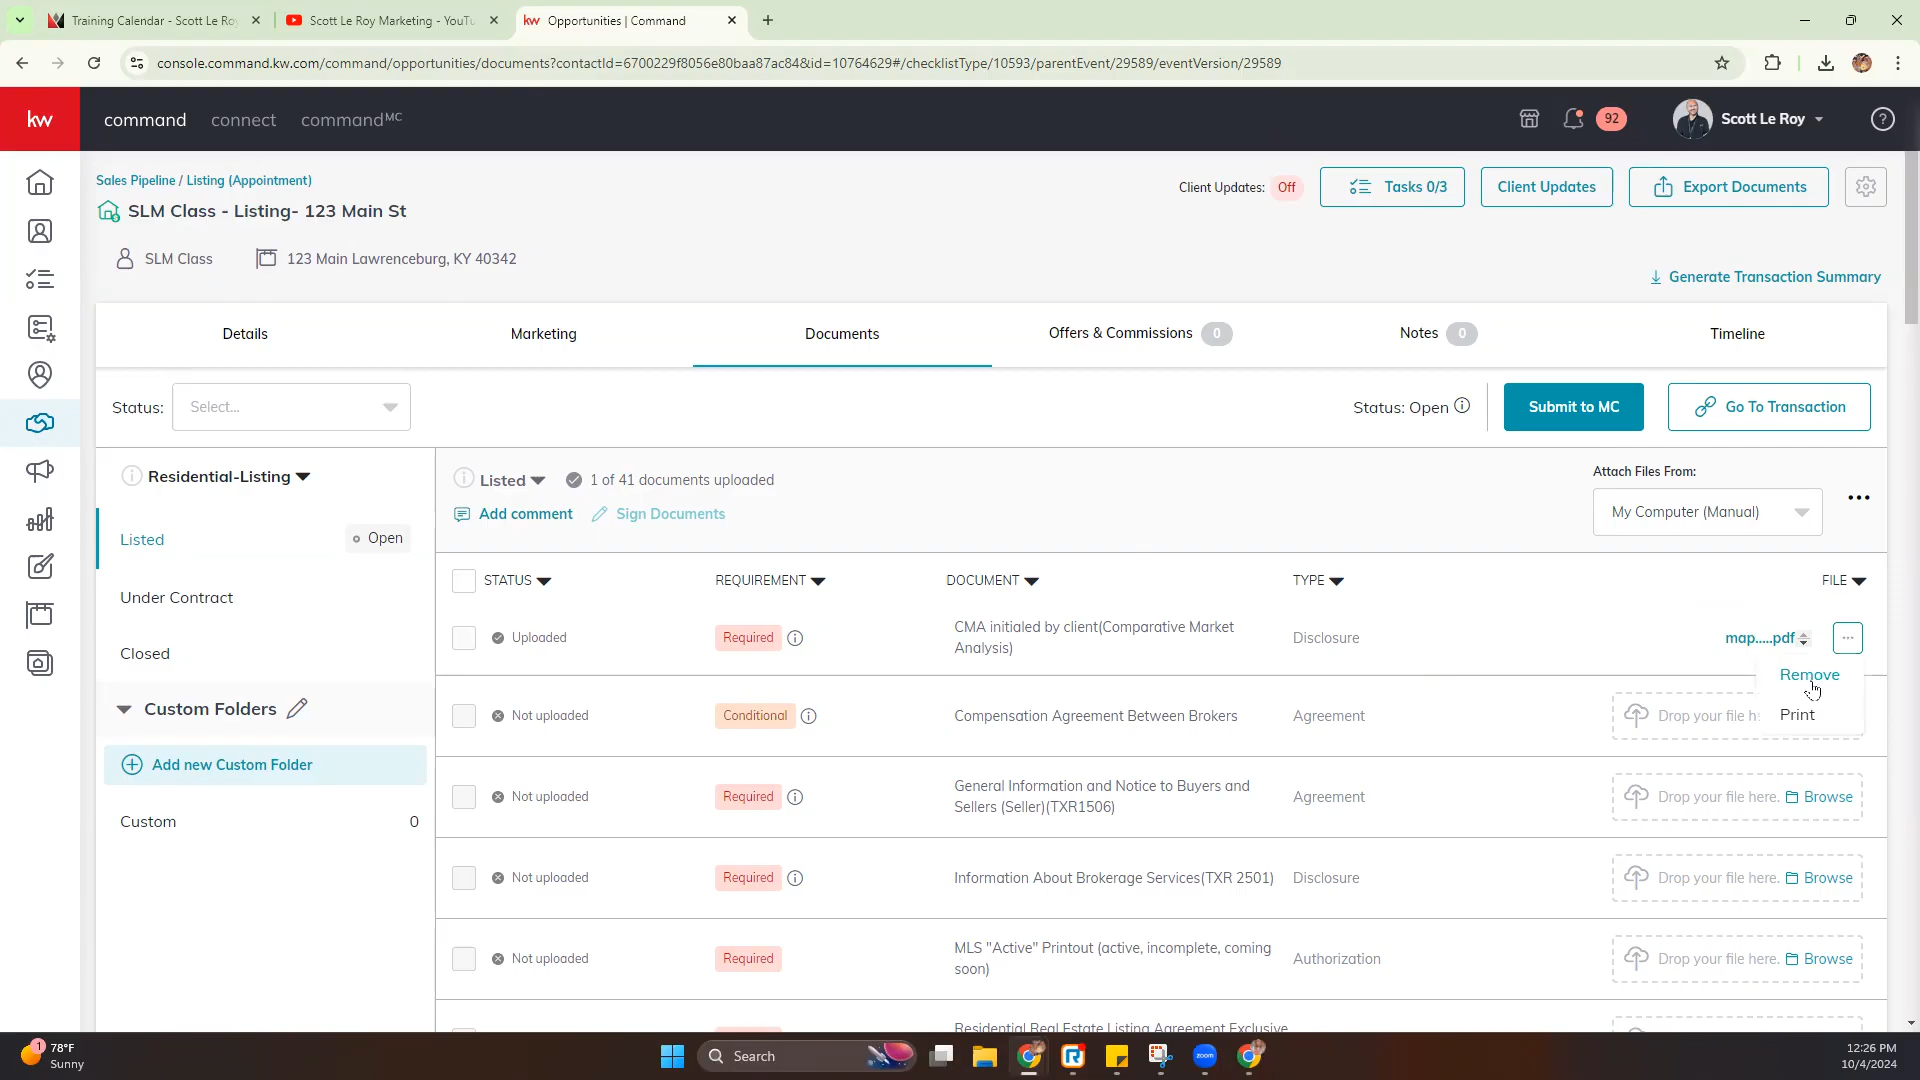 Training Calendar - Scott Le Ro
Scott Le Roy Marketing - YouTu
kw Opportunities | Command
console.command.kw.com/command/opportunities/documents?contactId=6700229f8056e80baa87ac84&id=10764629#/checklistType/10593/parentEvent/29589/eventVersion/29589
kw command connect command MC
92 Scott Le Roy
Sales Pipeline / Listing (Appointment)
Client Updates: Off Tasks 0/3 Client Updates Export Documents
SLM Class - Listing- 123 Main St
SLM Class 123 Main Lawrenceburg, KY 40342
Generate Transaction Summary
Details Marketing Documents Offers & Commissions 0 Notes 0 Timeline
Status: Select... Status: Open Submit to MC Go To Transaction
Residential-Listing
Listed Open
Under Contract
Closed
Custom Folders
Add new Custom Folder
Custom 0
Listed 1 of 41 documents uploaded
Add comment Sign Documents
Attach Files From:
My Computer (Manual)
STATUS REQUIREMENT DOCUMENT TYPE FILE
Uploaded Required CMA initialed by client(Comparative Market
Analysis) Disclosure map.....pdf
Remove
Print
Not uploaded Conditional Compensation Agreement Between Brokers Agreement Drop your file h
Not uploaded Required General Information and Notice to Buyers and
Sellers (Seller)(TXR1506) Agreement Drop your file here. Browse
Not uploaded Required Information About Brokerage Services(TXR 2501) Disclosure Drop your file here. Browse
Not uploaded Required MLS "Active" Printout (active, incomplete, coming
soon) Authorization Drop your file here. Browse
Residential Real Estate Listing Agreement Exclusive
1 78°F
Sunny
Search
zoom
12:26 PM
10/4/2024